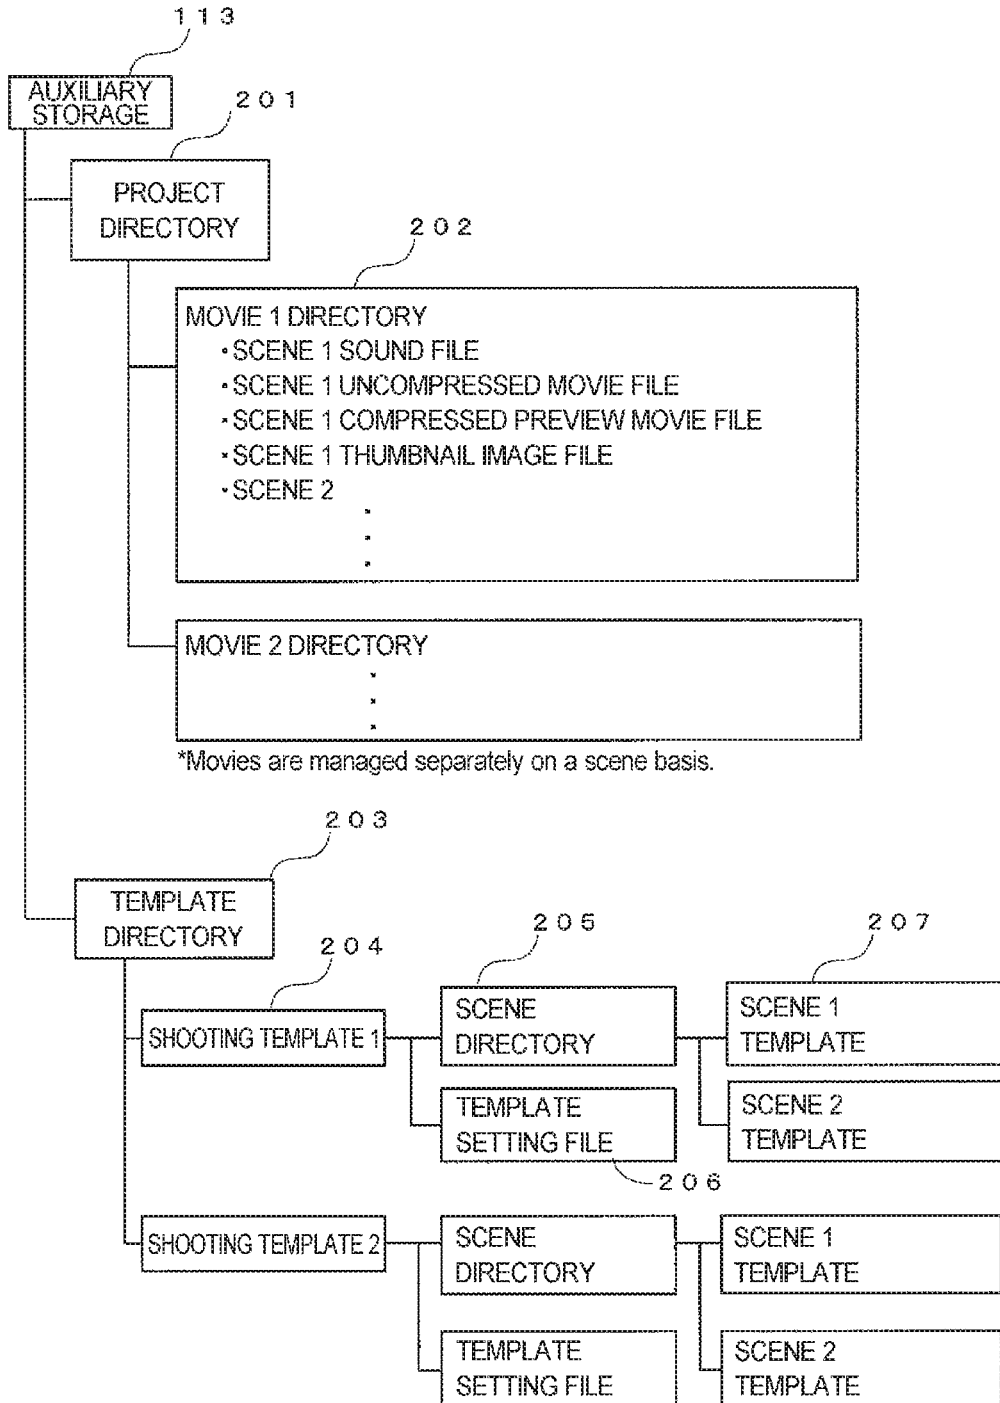 113
AUXILIARY
STORAGE
201
PROJECT
DIRECTORY
202
MOVIE 1 DIRECTORY
・SCENE 1 SOUND FILE
・SCENE 1 UNCOMPRESSED MOVIE FILE
・SCENE 1 COMPRESSED PREVIEW MOVIE FILE
・SCENE 1 THUMBNAIL IMAGE FILE
・SCENE 2
MOVIE 2 DIRECTORY
*Movies are managed separately on a scene basis.
203
TEMPLATE
DIRECTORY
204
205
207
SHOOTING TEMPLATE 1
SCENE
DIRECTORY
SCENE 1
TEMPLATE
TEMPLATE
SETTING FILE
SCENE 2
TEMPLATE
206
SHOOTING TEMPLATE 2
SCENE
DIRECTORY
SCENE 1
TEMPLATE
TEMPLATE
SETTING FILE
SCENE 2
TEMPLATE